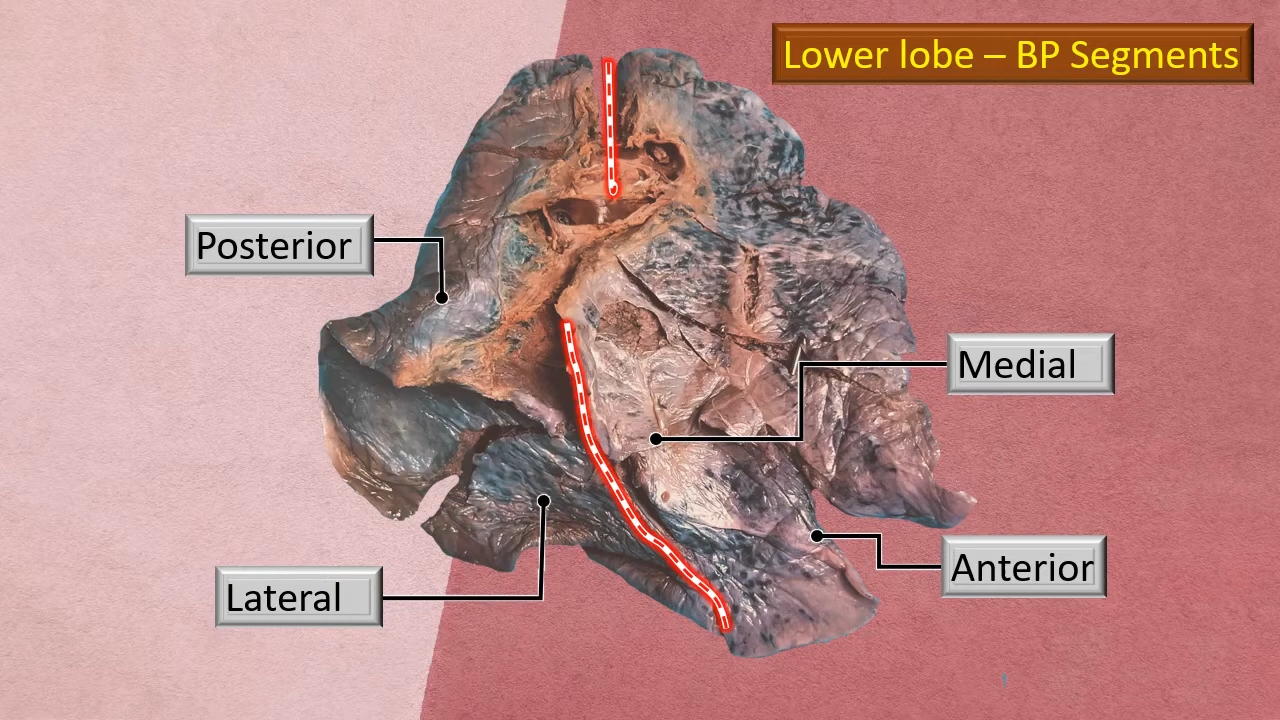 Lower lobe – BP Segments
Posterior
Medial
Anterior
Lateral